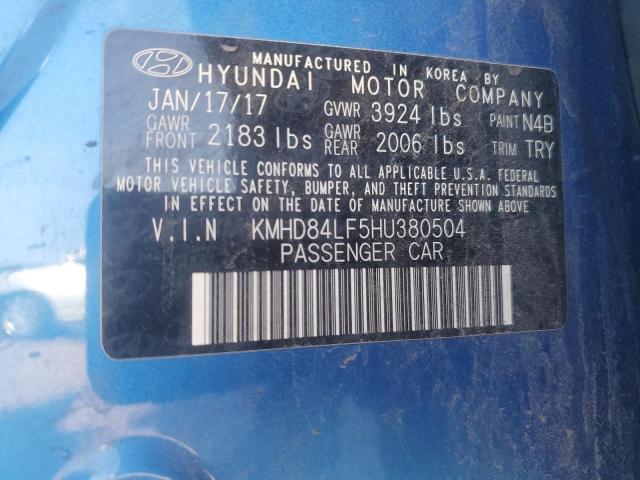 MANUFACTURED IN KOREA BY
HYUNDAI MOTOR COMPANY
JAN/17/17 GVWR 3924 lbs PAINT N4B
GAWR FRONT 2183 lbs GAWR REAR 2006 lbs TRIM TRY
THIS VEHICLE CONFORMS TO ALL APPLICABLE U.S.A. FEDERAL
MOTOR VEHICLE SAFETY, BUMPER, AND THEFT PREVENTION STANDARDS
IN EFFECT ON THE DATE OF MANUFACTURE SHOWN ABOVE.
V.I.N KMHD84LF5HU380504
PASSENGER CAR